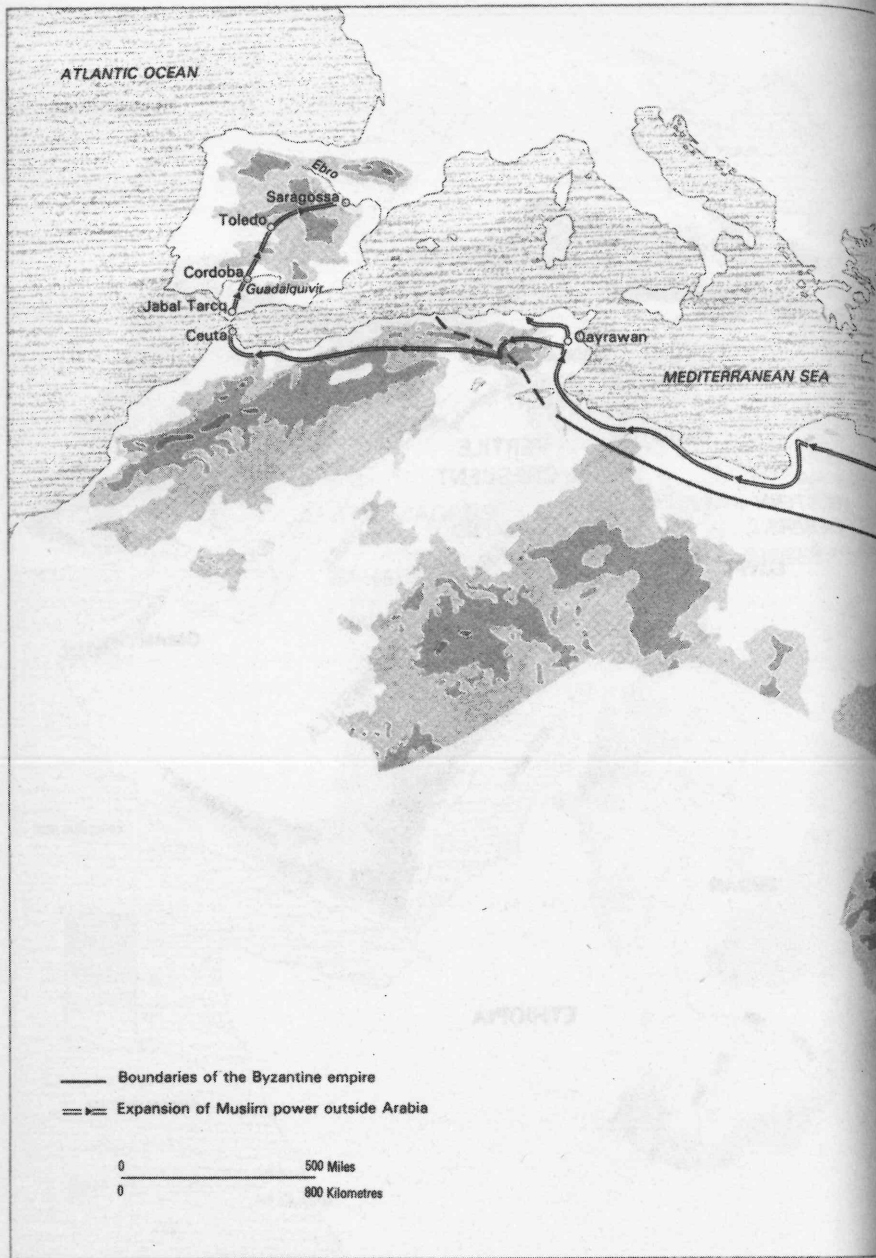 ATLANTIC OCEAN
Ebro
Saragossa
Toledo
Cordoba
Guadalquivir
Jabal Tarcq
Ceuta
Qayrawan
MEDITERRANEAN SEA
Boundaries of the Byzantine empire
Expansion of Muslim power outside Arabia
0 500 Miles
0 800 Kilometres